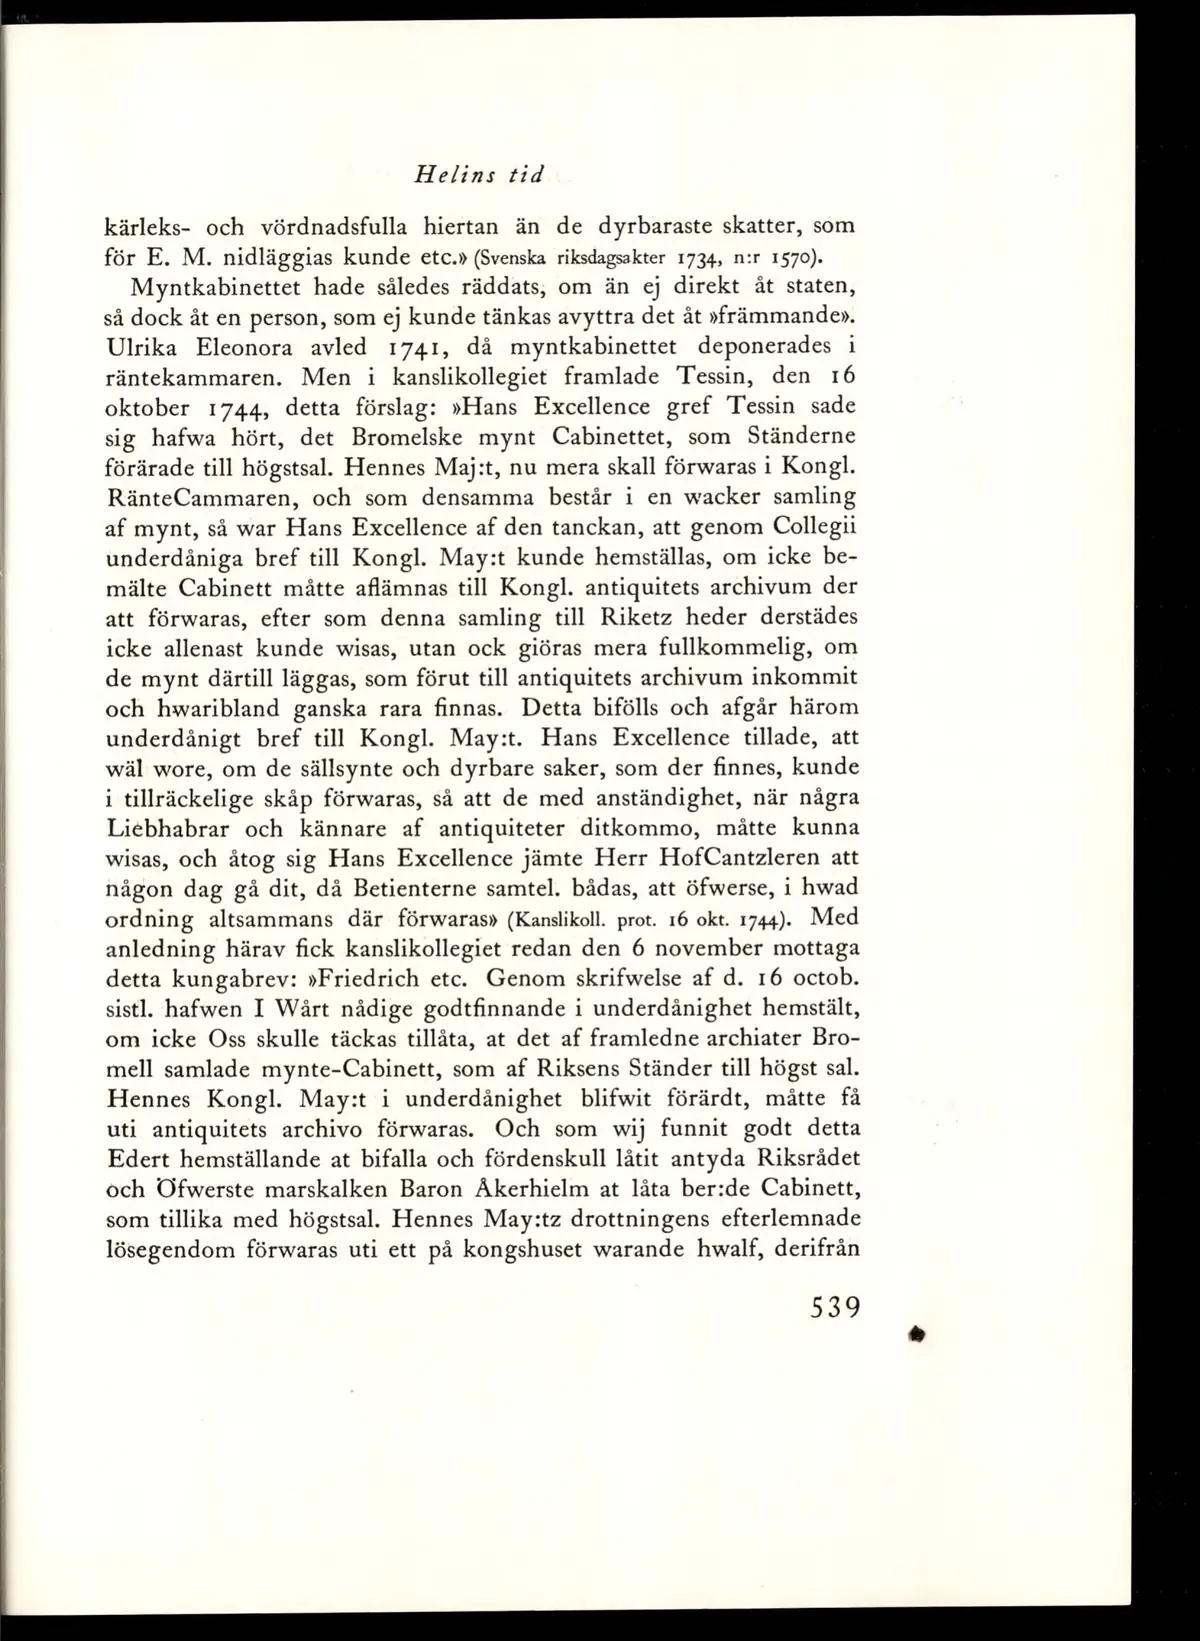 Helins tid
kärleks- och vördnadsfulla hiertan än de dyrbaraste skatter, som
för E. M. nidläggias kunde etc.» (Svenska riksdagsakter 1734, n:r 1570).
Myntkabinettet hade således räddats, om än ej direkt åt staten,
så dock åt en person, som ej kunde tänkas avyttra det åt »främmande».
Ulrika Eleonora avled 1741, då myntkabinettet deponerades i
räntekammaren. Men i kanslikollegiet framlade Tessin, den 16
oktober 1744, detta förslag: »Hans Excellence gref Tessin sade
sig hafwa hört, det Bromelske mynt Cabinettet, som Ständerne
förärade till högstsal. Hennes Maj:t, nu mera skall förwaras i Kongl.
RänteCammaren, och som densamma består i en wacker samling
af mynt, så war Hans Excellence af den tanckan, att genom Collegii
underdåniga bref till Kongl. May:t kunde hemställas, om icke be-
mälte Cabinett måtte aflämnas till Kongl. antiquitets archivum der
att förwaras, efter som denna samling till Riketz heder derstädes
icke allenast kunde wisas, utan ock giöras mera fullkommelig, om
de mynt därtill läggas, som förut till antiquitets archivum inkommit
och hwaribland ganska rara finnas. Detta bifölls och afgår härom
underdånigt bref till Kongl. May:t. Hans Excellence tillade, att
wäl wore, om de sällsynte och dyrbare saker, som der finnes, kunde
i tillräckelige skåp förwaras, så att de med anständighet, när några
Liebhabrar och kännare af antiquiteter ditkommo, måtte kunna
wisas, och åtog sig Hans Excellence jämte Herr HofCantzleren att
någon dag gå dit, då Betienterne samtel. bådas, att öfwerse, i hwad
ordning altsammans där förwaras» (Kanslikoll. prot. 16 okt. 1744). Med
anledning härav fick kanslikollegiet redan den 6 november mottaga
detta kungabrev: »Friedrich etc. Genom skrifwelse af d. 16 octob.
sistl. hafwen I Wårt nådige godtfinnande i underdånighet hemstält,
om icke Oss skulle täckas tillåta, at det af framledne archiater Bro-
mell samlade mynte-Cabinett, som af Riksens Ständer till högst sal.
Hennes Kongl. May:t i underdånighet blifwit förärdt, måtte få
uti antiquitets archivo förwaras. Och som wij funnit godt detta
Edert hemställande at bifalla och fördenskull låtit antyda Riksrådet
och Öfwerste marskalken Baron Åkerhielm at låta ber:de Cabinett,
som tillika med högstsal. Hennes May:tz drottningens efterlemnade
lösegendom förwaras uti ett på kongshuset warande hwalf, derifrån
539